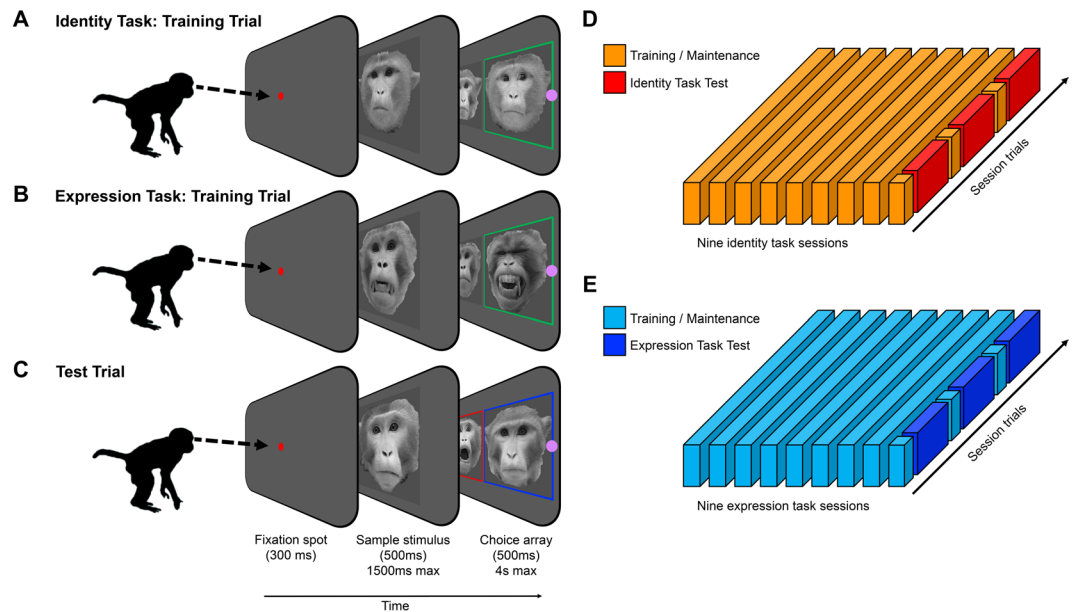 A
Identity Task: Training Trial
B
Expression Task: Training Trial
C
Test Trial
Fixation spot
(300 ms)
Sample stimulus
(500ms)
1500ms max
Choice array
(500ms)
4s max
Time
D
Training / Maintenance
Identity Task Test
Session trials
Nine identity task sessions
E
Training / Maintenance
Expression Task Test
Session trials
Nine expression task sessions